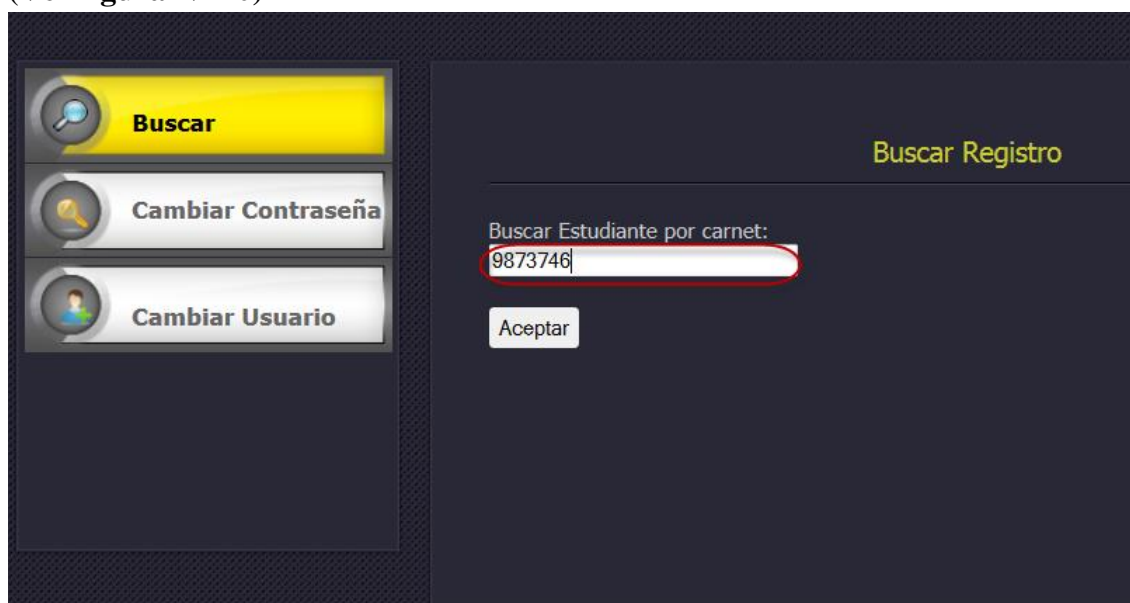 Buscar
Cambiar Contraseña
Cambiar Usuario
Buscar Registro
Buscar Estudiante por carnet:
9873746
Aceptar